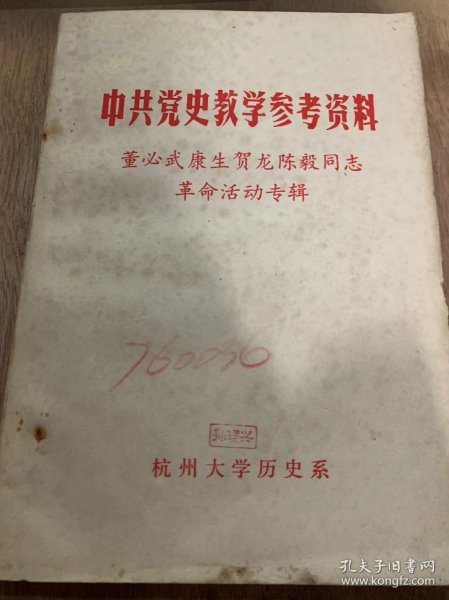 中共党史教学参考资料
董必武康生贺龙陈毅同志
革命活动专辑
760076
杭州大学历史系
孔夫子旧书网
www.kongfz.com